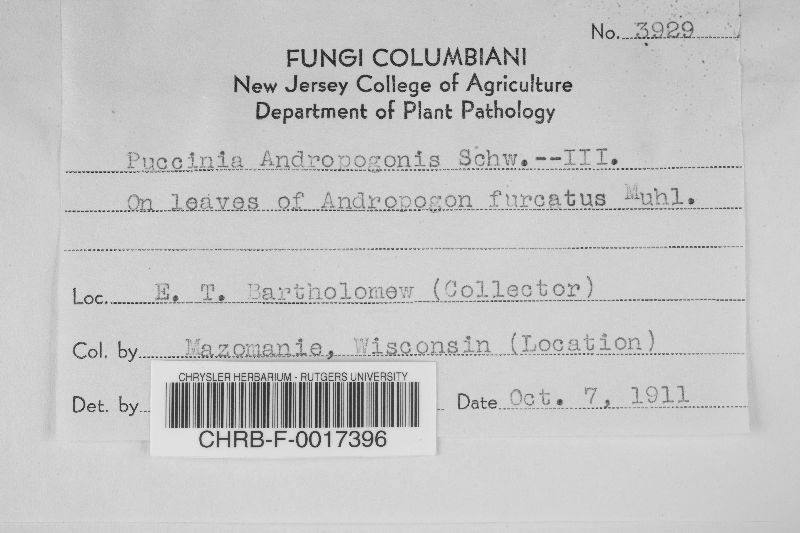 No. 3929
FUNGI COLUMBIANI
New Jersey College of Agriculture
Department of Plant Pathology
Puccinia Andropogonis Schw.--III.
On leaves of Andropogon furcatus Muhl.
Loc. E. T. Bartholomew (Collector)
Col. by Mazomanie, Wisconsin (Location)
Det. by
Date Oct. 7, 1911
CHRYSLER HERBARIUM - RUTGERS UNIVERSITY
CHRB-F-0017396